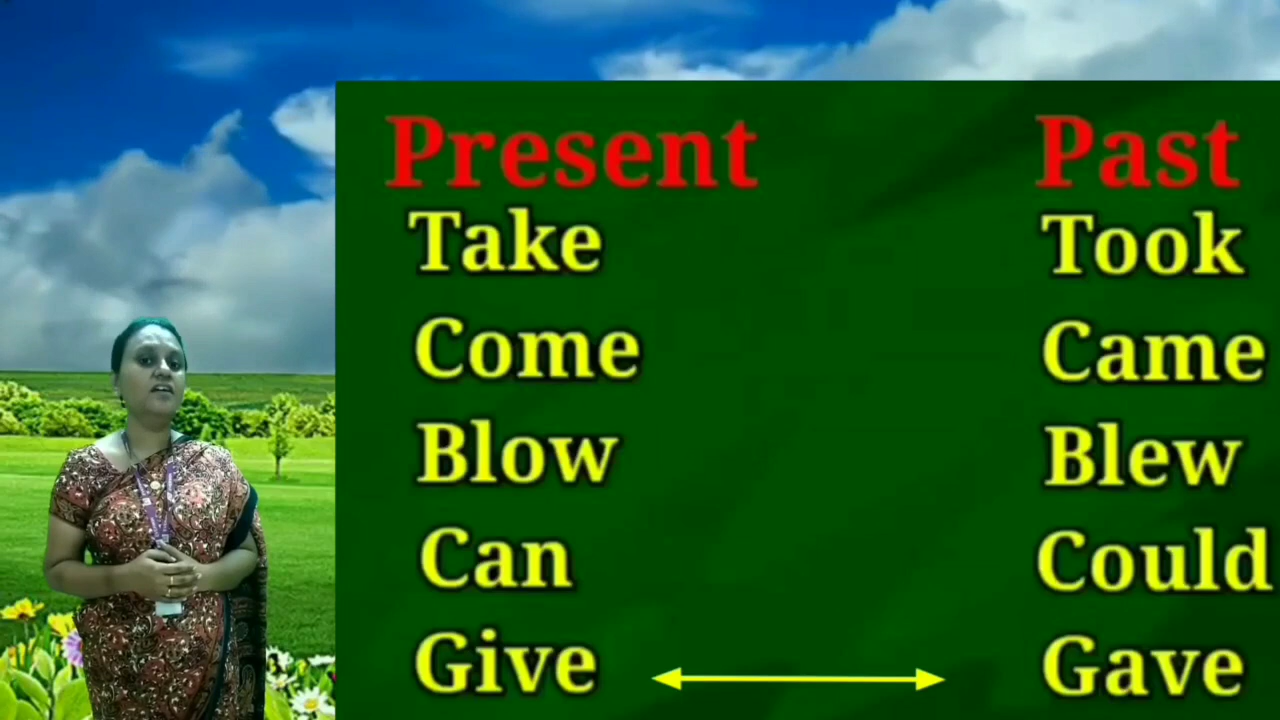 Present Past
Take Took
Come Came
Blow Blew
Can Could
Give Gave